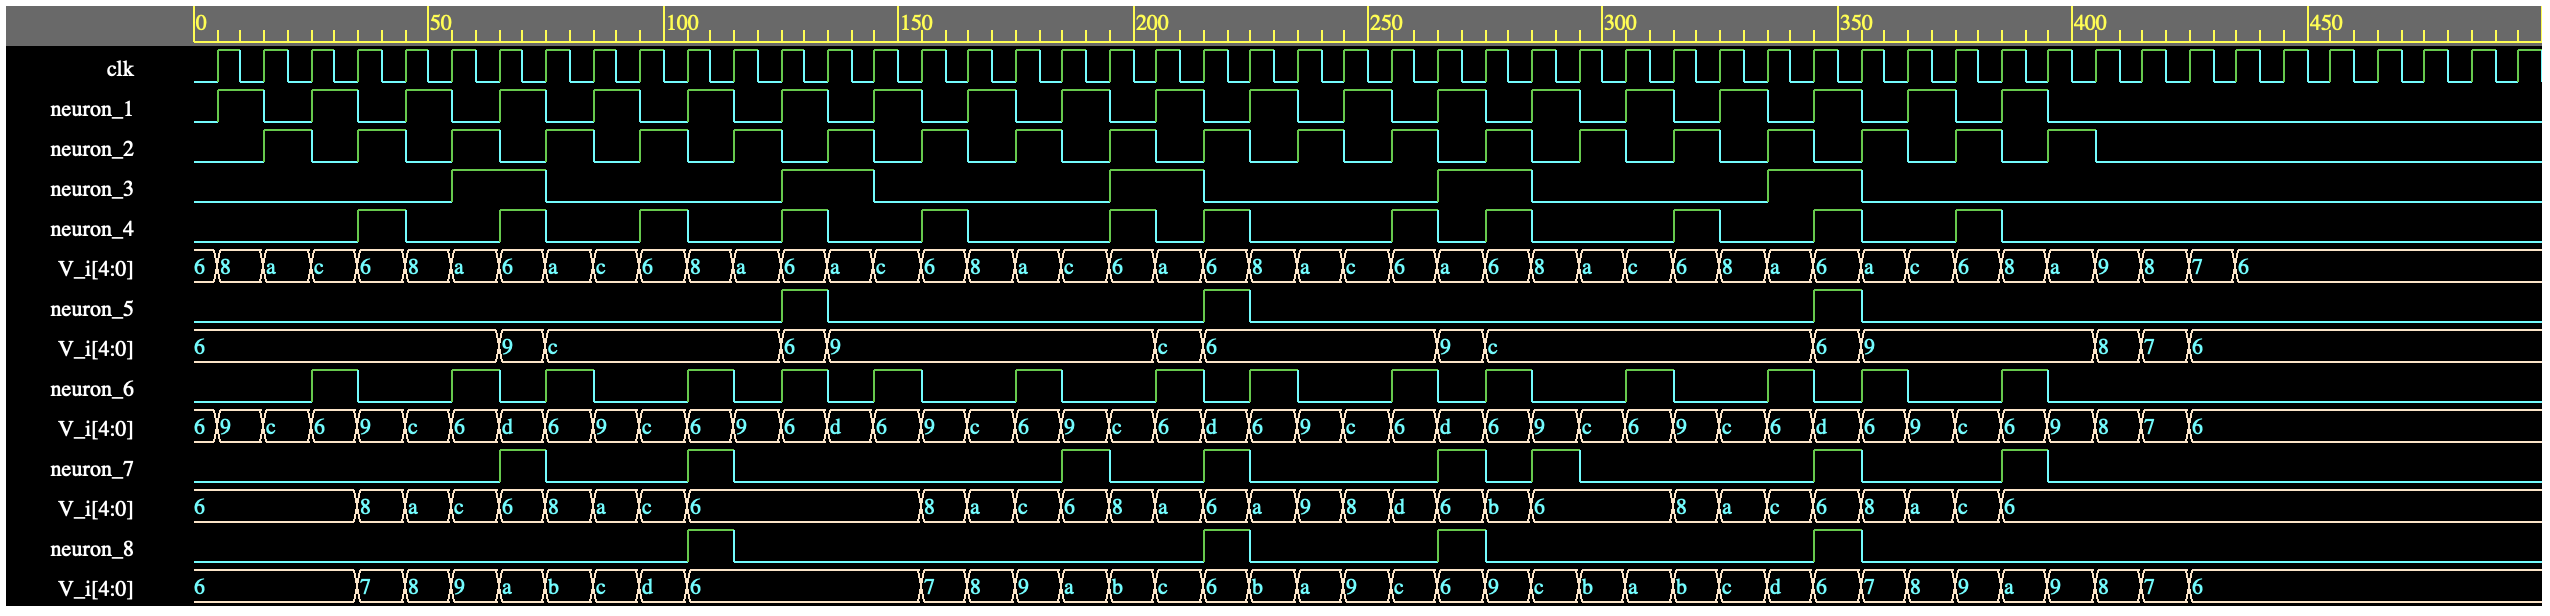 0 50 100 150 200 250 300 350 400 450
clk
neuron_1
neuron_2
neuron_3
neuron_4
V_i[4:0] 6 8 a c 6 8 a 6 a c 6 8 a 6 a c 6 8 a c 6 a 6 8 a c 6 a 6 8 a c 6 8 a 6 a c 6 8 a 9 8 7 6
neuron_5
V_i[4:0] 6 9 c 6 9 c 6 9 c 6 9 8 7 6
neuron_6
V_i[4:0] 6 9 c 6 9 c 6 d 6 9 c 6 9 6 d 6 9 c 6 9 c 6 d 6 9 c 6 d 6 9 c 6 9 c 6 d 6 9 c 6 9 8 7 6
neuron_7
V_i[4:0] 6 8 a c 6 8 a c 6 8 a c 6 8 a 6 a 9 8 d 6 b 6 8 a c 6 8 a c 6
neuron_8
V_i[4:0] 6 7 8 9 a b c d 6 7 8 9 a b c 6 b a 9 c 6 9 c b a b c d 6 7 8 9 a 9 8 7 6